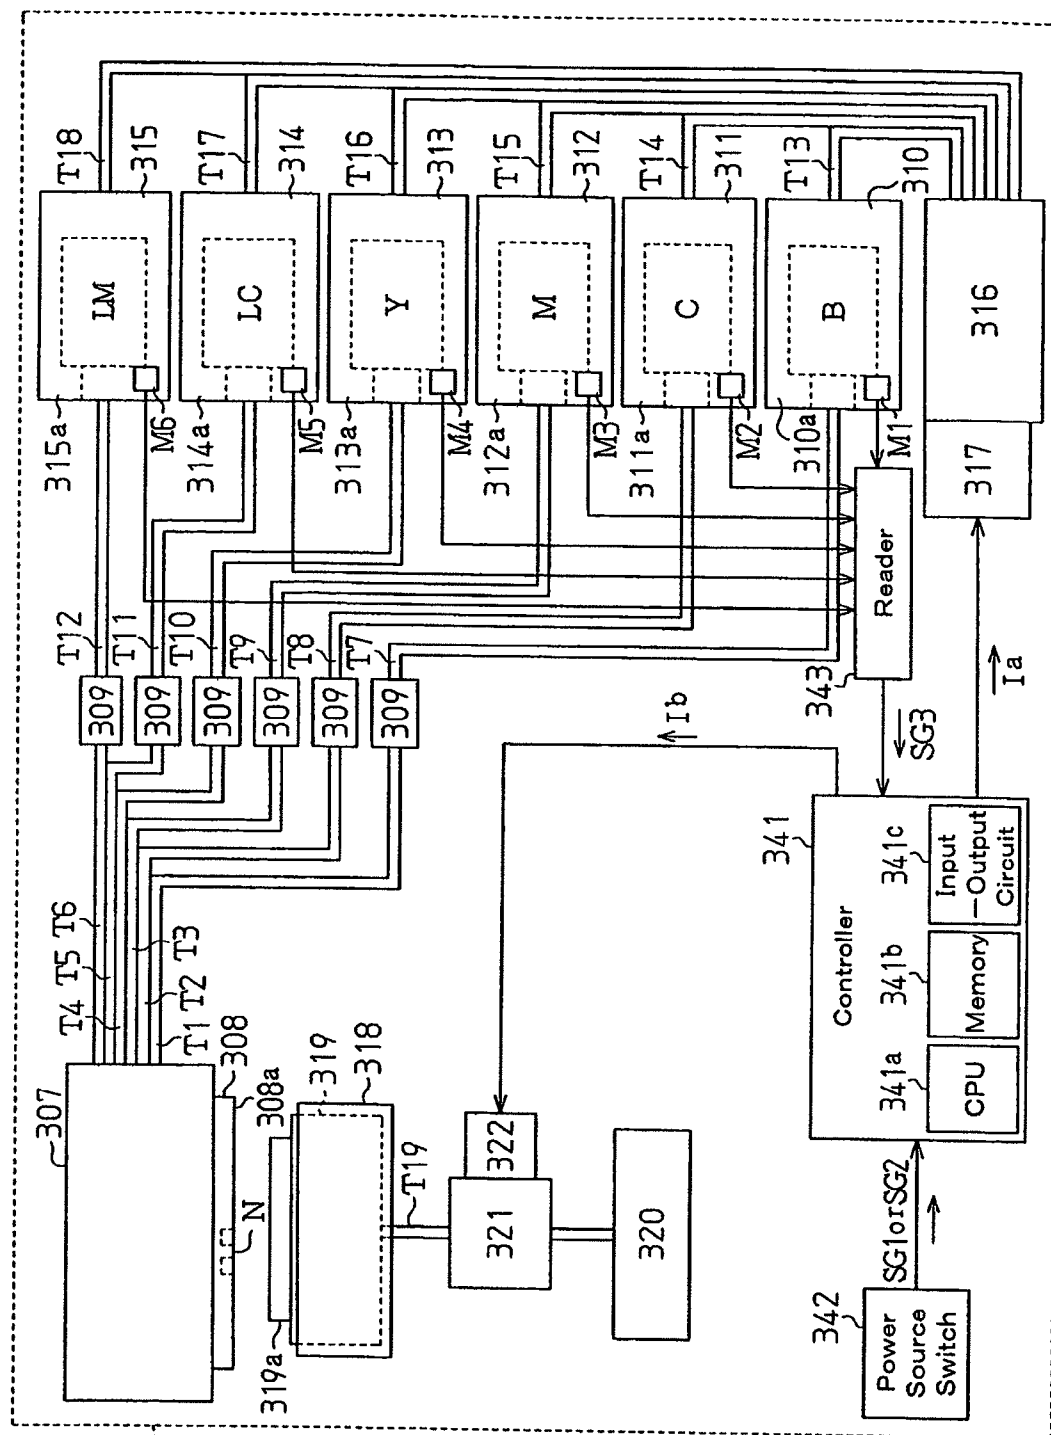 307
T4
T5
T6
T3
T2
T1
308
308a
N
319
318
319a
T19
322
321
320
309
309
309
309
309
309
T12
T11
T10
T9
T8
T7
315a
LM
M6
T18
315
314a
LC
M5
T17
314
313a
Y
M4
T16
313
312a
M
M3
T15
312
311a
C
M2
T14
311
310a
B
M1
T13
310
316
317
Reader
343
SG3
Ib
Ia
341
Controller
341a
CPU
341b
Memory
341c
Input
–Output
Circuit
SG1orSG2
342
Power
Source
Switch